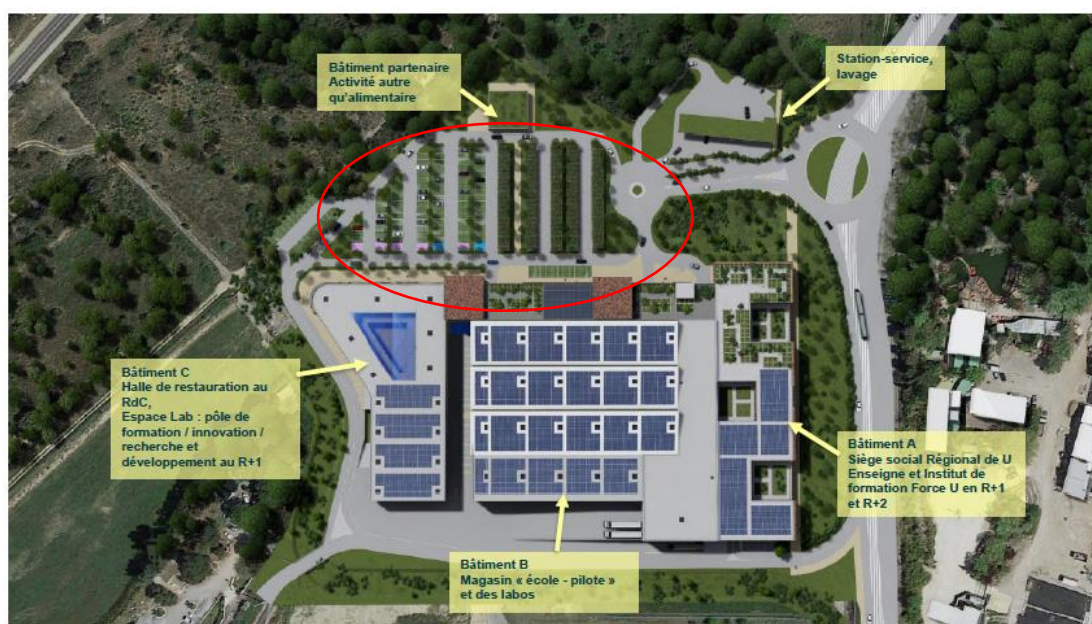 Bâtiment partenaire
Activité autre
qu'alimentaire
Station-service,
lavage
Bâtiment C
Halle de restauration au
RdC,
Espace Lab : pôle de
formation / innovation /
recherche et
développement au R+1
Bâtiment A
Siège social Régional de U
Enseigne et Institut de
formation Force U en R+1
et R+2
Bâtiment B
Magasin « école - pilote »
et des labos